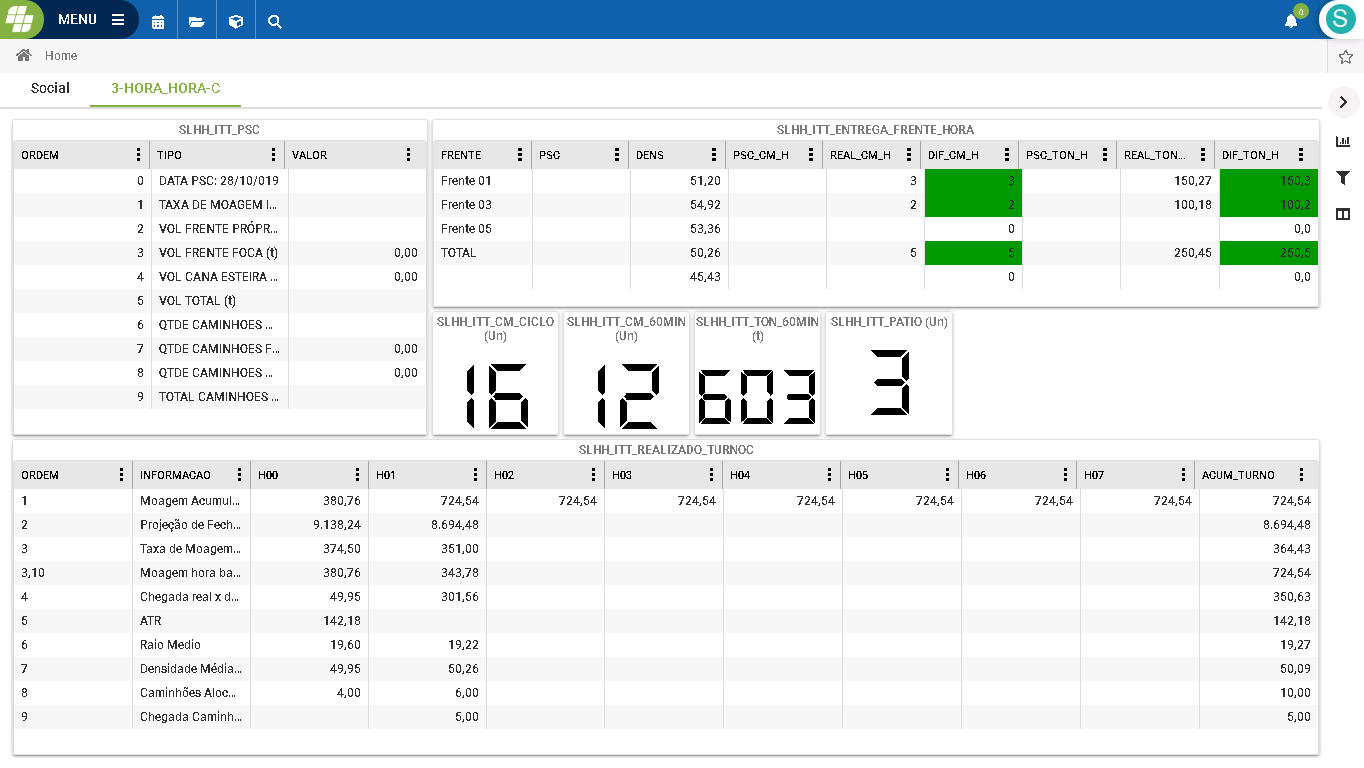 MENU
0
S
Home
Social 3-HORA_HORA-C
SLHH_ITT_PSC
ORDEM TIPO VALOR
0 DATA PSC: 28/10/019
1 TAXA DE MOAGEM I...
2 VOL FRENTE PRÓPR...
3 VOL FRENTE FOCA (t) 0,00
4 VOL CANA ESTEIRA ... 0,00
5 VOL TOTAL (t)
6 QTDE CAMINHOES ...
7 QTDE CAMINHOES F... 0,00
8 QTDE CAMINHOES ... 0,00
9 TOTAL CAMINHOES ...
SLHH_ITT_ENTREGA_FRENTE_HORA
FRENTE PSC DENS PSC_CM_H REAL_CM_H DIF_CM_H PSC_TON_H REAL_TON... DIF_TON_H
Frente 01 51,20 3 3 150,27 150,3
Frente 03 54,92 2 2 100,18 100,2
Frente 05 53,36 0 0,0
TOTAL 50,26 5 5 250,45 250,5
45,43 0 0,0
SLHH_ITT_CM_CICLO
(Un)
16
SLHH_ITT_CM_60MIN
(Un)
12
SLHH_ITT_TON_60MIN
(t)
603
SLHH_ITT_PATIO (Un)
3
SLHH_ITT_REALIZADO_TURNOC
ORDEM INFORMACAO H00 H01 H02 H03 H04 H05 H06 H07 ACUM_TURNO
1 Moagem Acumul... 380,76 724,54 724,54 724,54 724,54 724,54 724,54 724,54 724,54
2 Projeção de Fech... 9.138,24 8.694,48 8.694,48
3 Taxa de Moagem... 374,50 351,00 364,43
3,10 Moagem hora ba... 380,76 343,78 724,54
4 Chegada real x d... 49,95 301,56 350,63
5 ATR 142,18 142,18
6 Raio Medio 19,60 19,22 19,27
7 Densidade Média... 49,95 50,26 50,09
8 Caminhões Aloc... 4,00 6,00 10,00
9 Chegada Caminh... 5,00 5,00